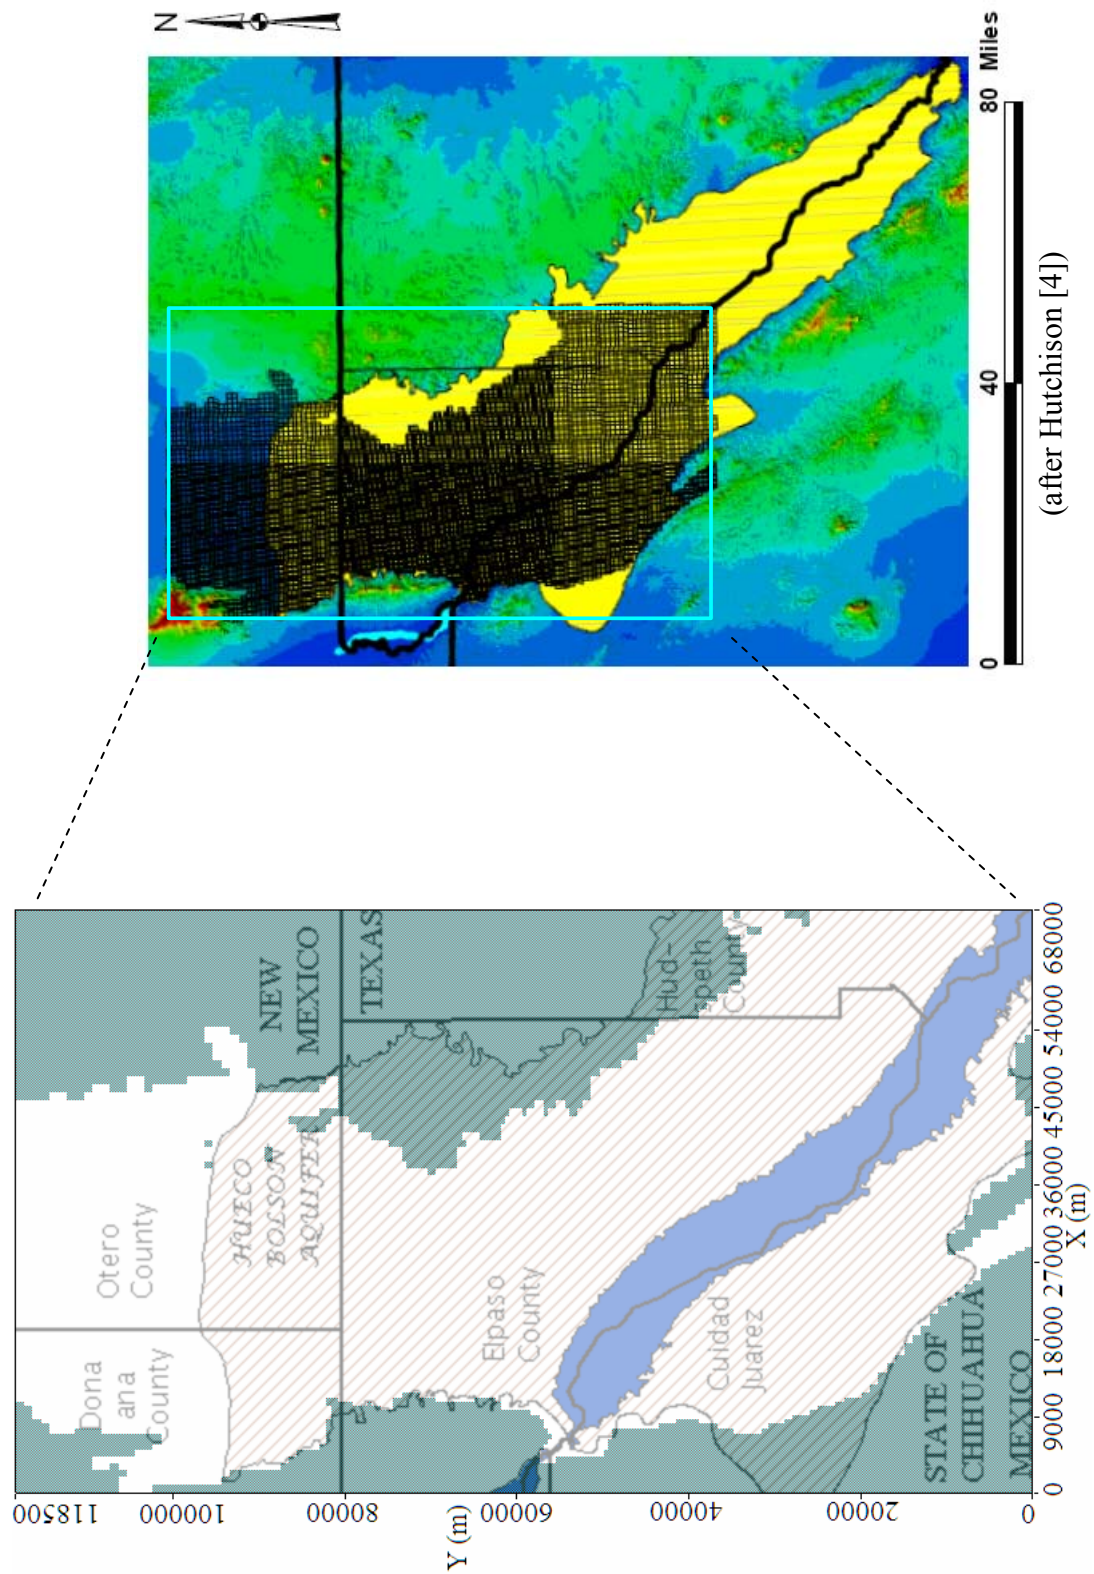 N
Miles
80
40
0
(after Hutchison [4])
NEW
MEXICO
TEXAS
Hud-
speth
County
Otero
County
HUECO
BOLSON
AQUIFER
Dona
ana
County
Elpaso
County
Cuidad
Juarez
STATE OF
CHIHUAHUA
MEXICO
118500
100000
80000
60000
40000
20000
0
Y (m)
0
9000
18000
27000
36000
45000
54000
68000
X (m)